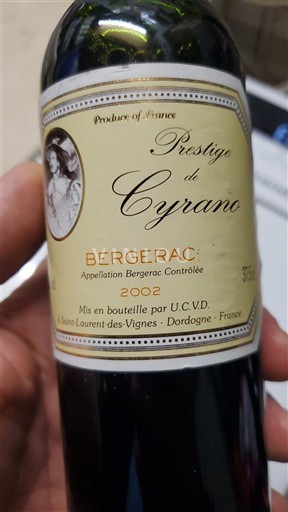 Produce of France
Prestige
de
Cyrano
VIVINO
BERGERAC
Appellation Bergerac Contrôlée
2002
Mis en bouteille par U.C.V.D.
Saint-Laurent-des-Vignes - Dordogne - France